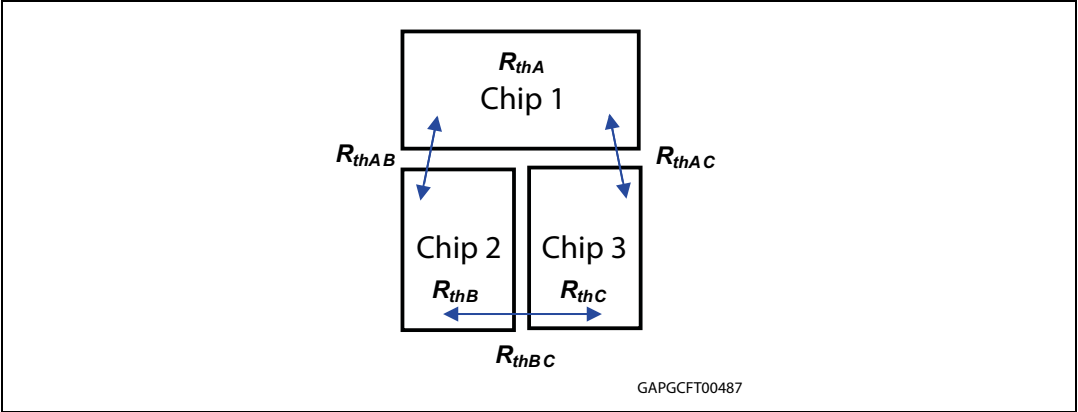 RthA
Chip 1
RthAB
RthAC
Chip 2
Chip 3
RthB
RthC
RthBC
GAPGCFT00487